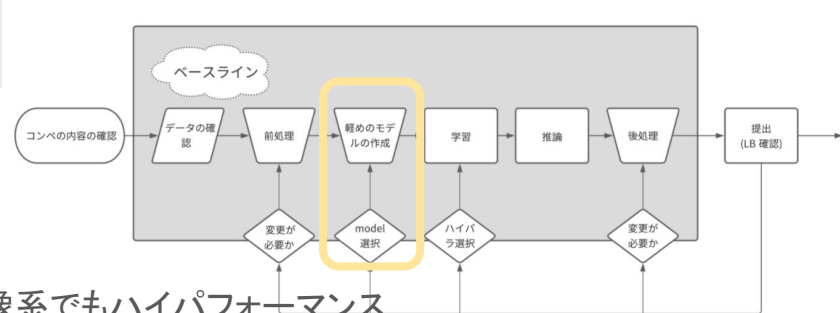 ベースライン
コンペの内容の確認
データの確
認
前処理
軽めのモデ
ルの作成
学習
推論
後処理
提出
(LB 確認)
変更が
必要か
model
選択
ハイパ
ラ選択
変更が
必要か
象系でもハイパフォーマンス